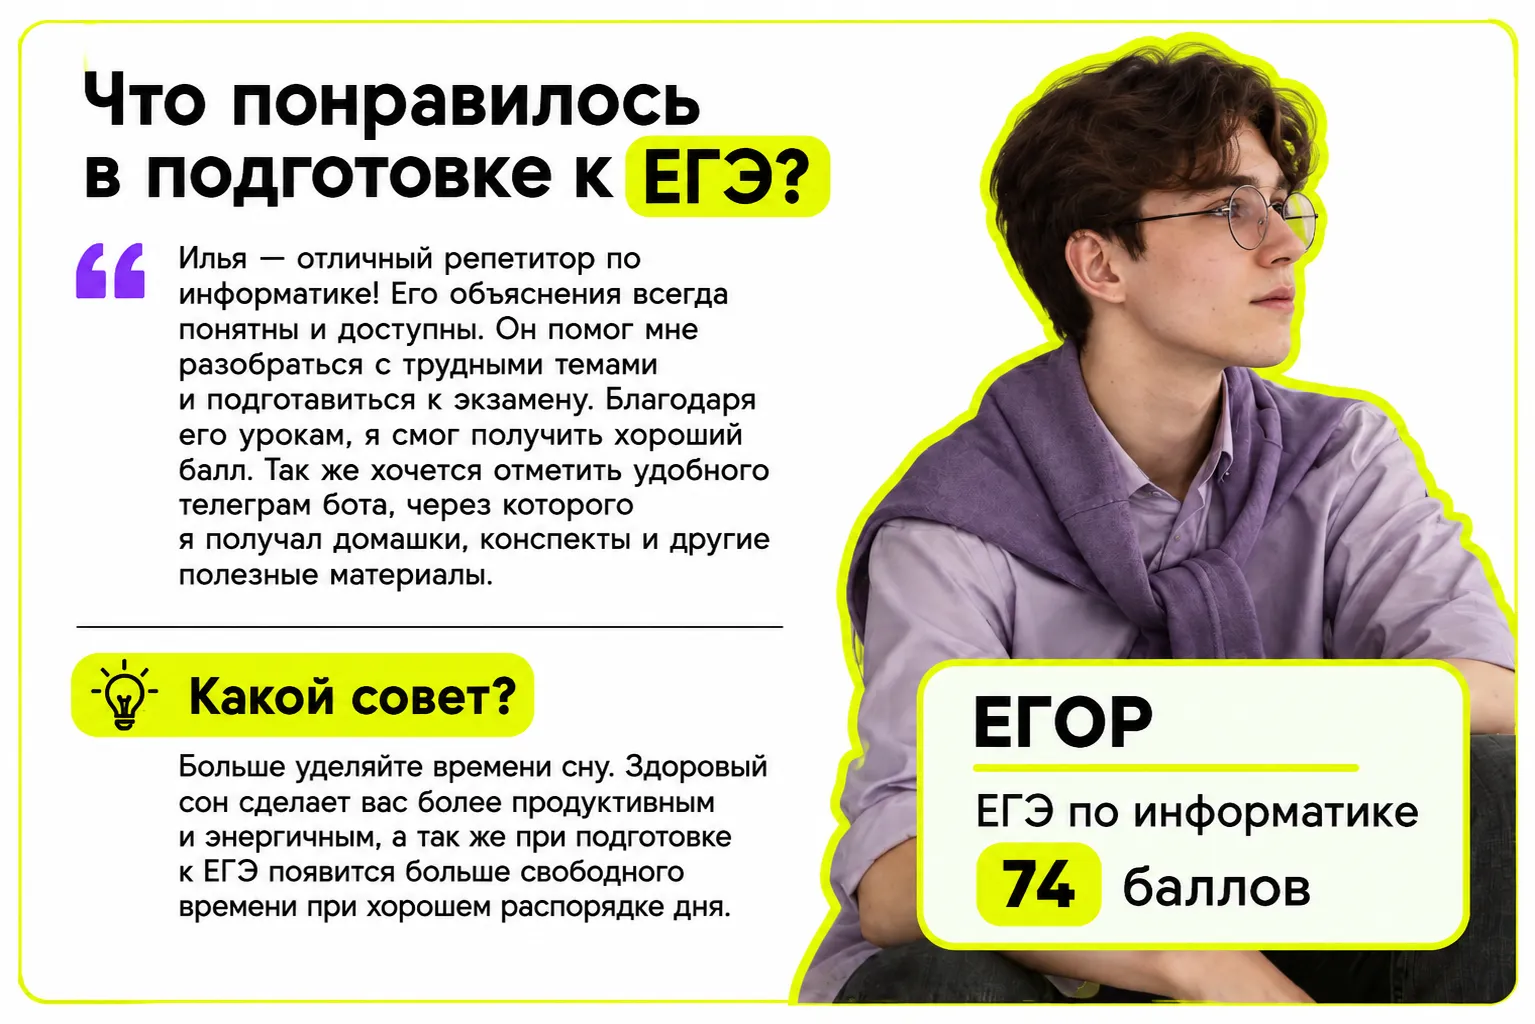 Что понравилось
в подготовке к ЕГЭ?
Илья — отличный репетитор по
информатике! Его объяснения всегда
понятны и доступны. Он помог мне
разобраться с трудными темами
и подготавиться к экзамену. Благодаря
его урокам, я смог получить хороший
балл. Так же хочется отметить удобного
телеграм бота, через которого
я получал домашки, конспекты и другие
полезные материалы.
Какой совет?
Больше уделяйте времени сну. Здоровый
сон сделает вас более продуктивным
и энергичным, а так же при подготовке
к ЕГЭ появится больше свободного
времени при хорошем распорядке дня.
ЕГОР
ЕГЭ по информатике
74 баллов